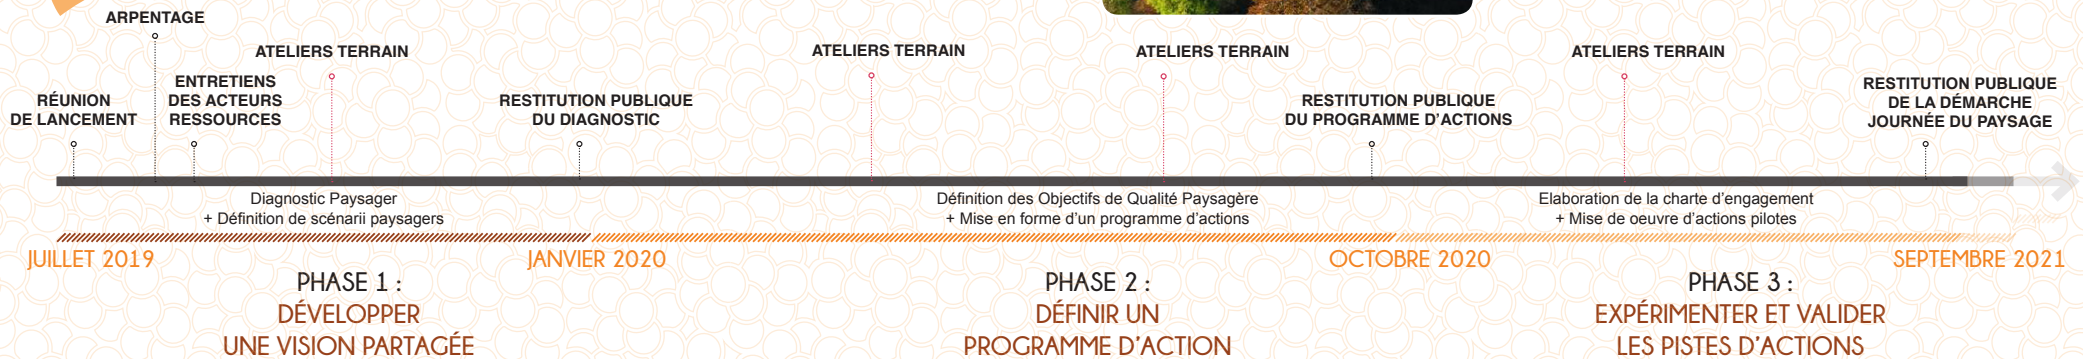 ARPENTAGE
ATELIERS TERRAIN
ATELIERS TERRAIN
ATELIERS TERRAIN
ATELIERS TERRAIN
RÉUNION
DE LANCEMENT
ENTRETIENS
DES ACTEURS
RESSOURCES
RESTITUTION PUBLIQUE
DU DIAGNOSTIC
RESTITUTION PUBLIQUE
DU PROGRAMME D'ACTIONS
RESTITUTION PUBLIQUE
DE LA DÉMARCHE
JOURNÉE DU PAYSAGE
Diagnostic Paysager
+ Définition de scénarii paysagers
Définition des Objectifs de Qualité Paysagère
+ Mise en forme d'un programme d'actions
Elaboration de la charte d'engagement
+ Mise de oeuvre d'actions pilotes
JUILLET 2019
JANVIER 2020
OCTOBRE 2020
SEPTEMBRE 2021
PHASE 1 :
DÉVELOPPER
UNE VISION PARTAGÉE
PHASE 2 :
DÉFINIR UN
PROGRAMME D'ACTION
PHASE 3 :
EXPÉRIMENTER ET VALIDER
LES PISTES D'ACTIONS